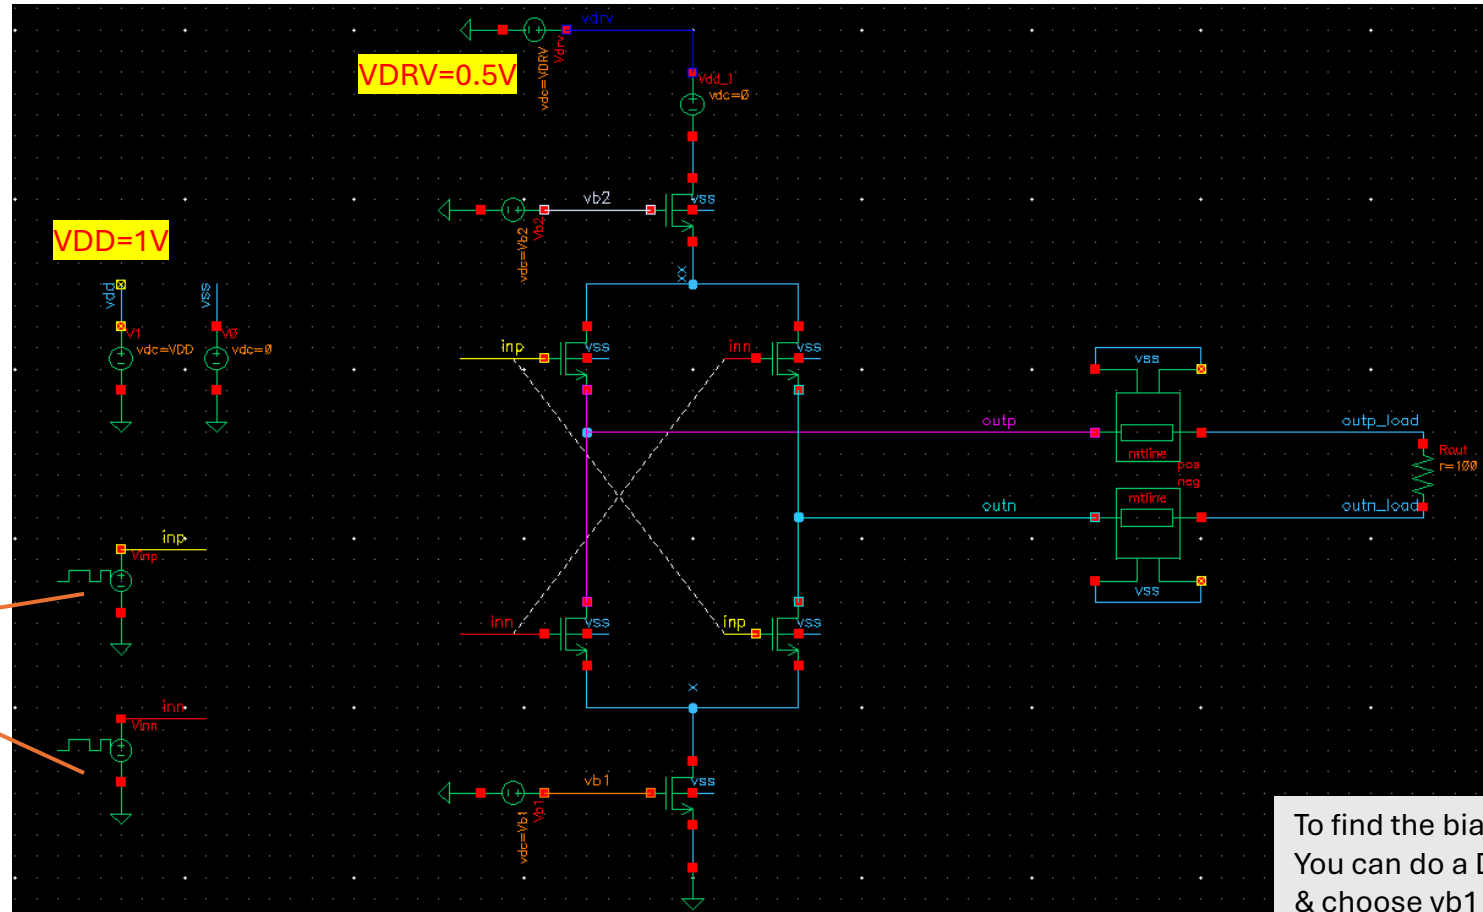 vdrv
Vdrv
vdc=VDRV
VDRV=0.5V
Vdd_1
vdc=0
vb2
vss
Vb2
vdc=Vb2
VDD=1V
xx
vdd
vss
V1
vdc=VDD
V0
vdc=0
inp
vss
inn
vss
vss
outp
outp_load
mtline
pos
neg
Rout
r=100
mtline
outn
outn_load
vss
inp
Vinp
inn
vss
inp
vss
x
inn
Vinn
vb1
vss
Vb1
vdc=Vb1
To find the bia
You can do a D
& choose vb1